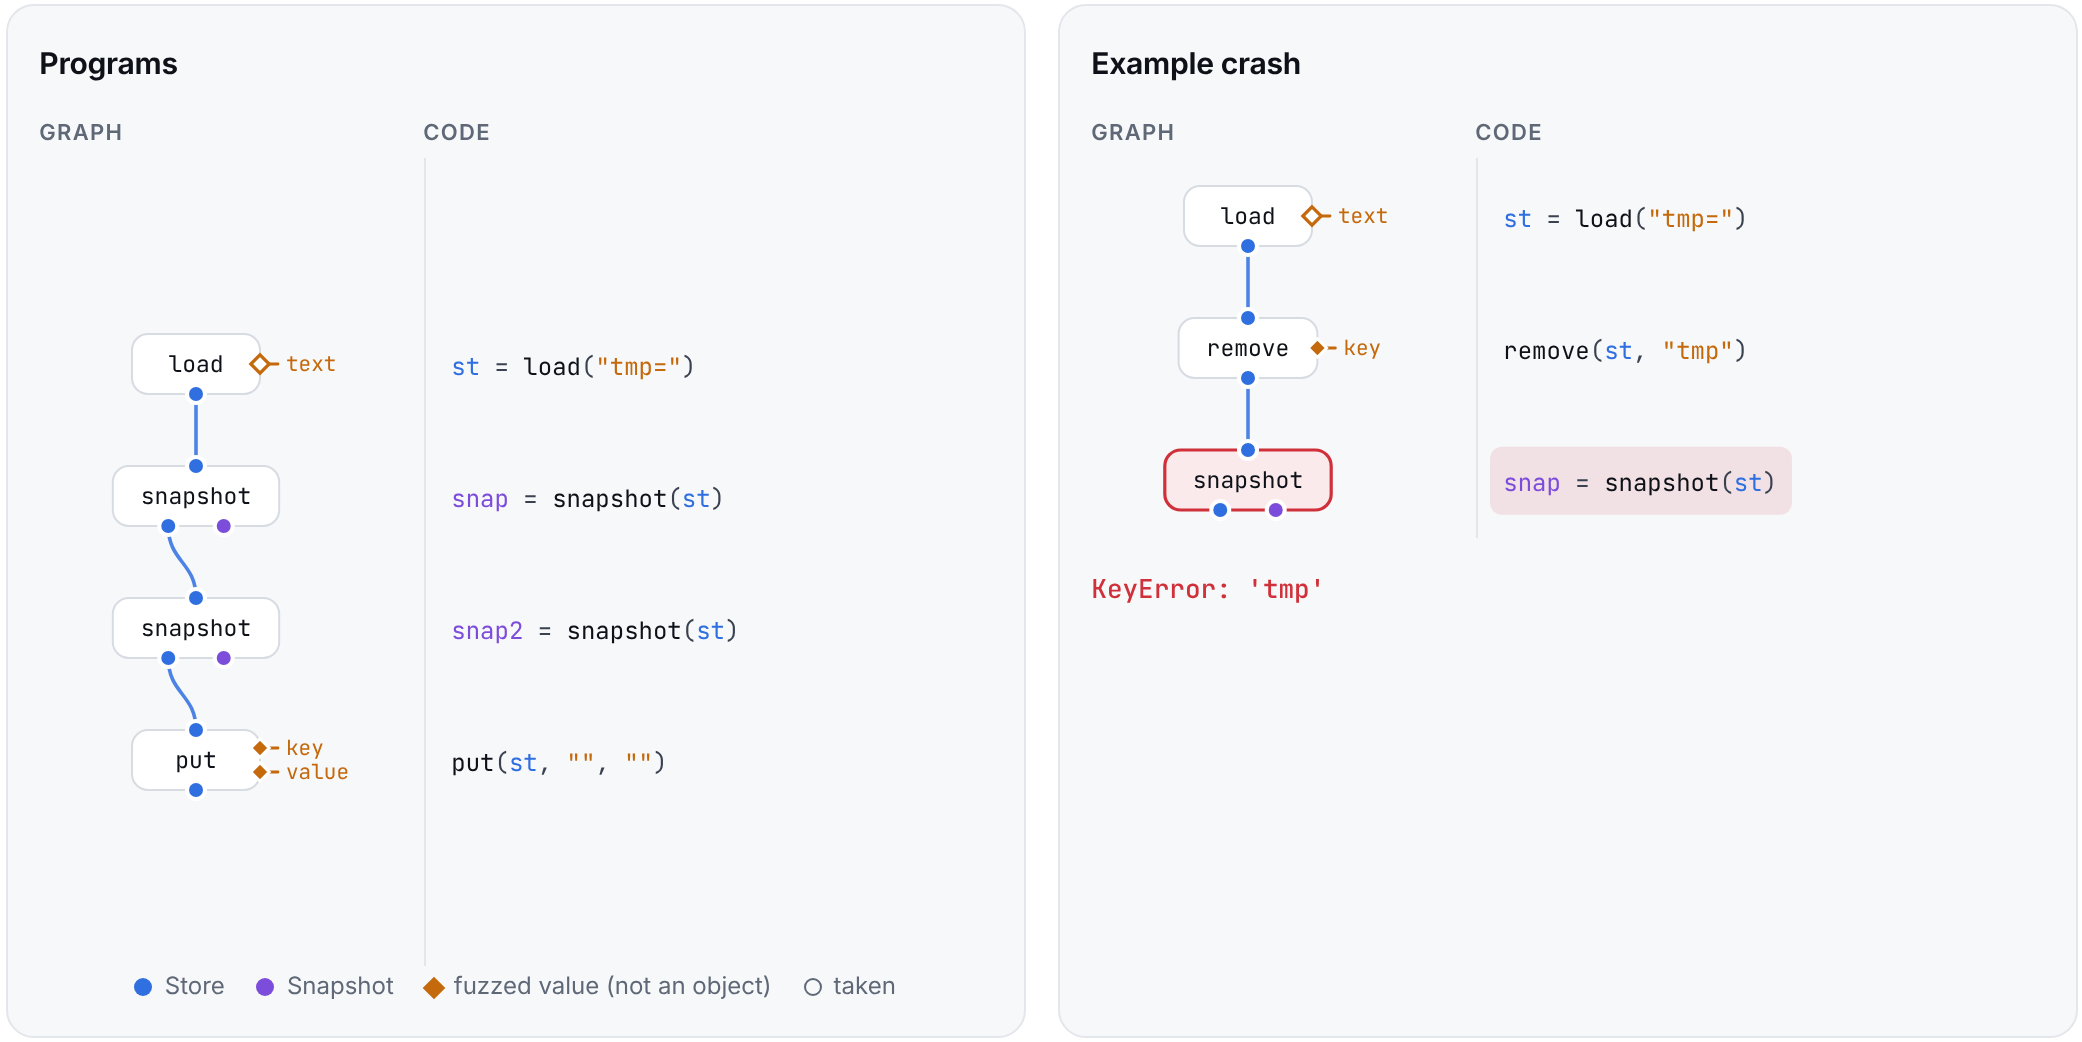 Programs
GRAPH
CODE
load
text
st = load("tmp=")
snapshot
snap = snapshot(st)
snapshot
snap2 = snapshot(st)
put
key
value
put(st, "", "")
Store
Snapshot
fuzzed value (not an object)
taken
Example crash
GRAPH
CODE
load
text
st = load("tmp=")
remove
key
remove(st, "tmp")
snapshot
snap = snapshot(st)
KeyError: 'tmp'